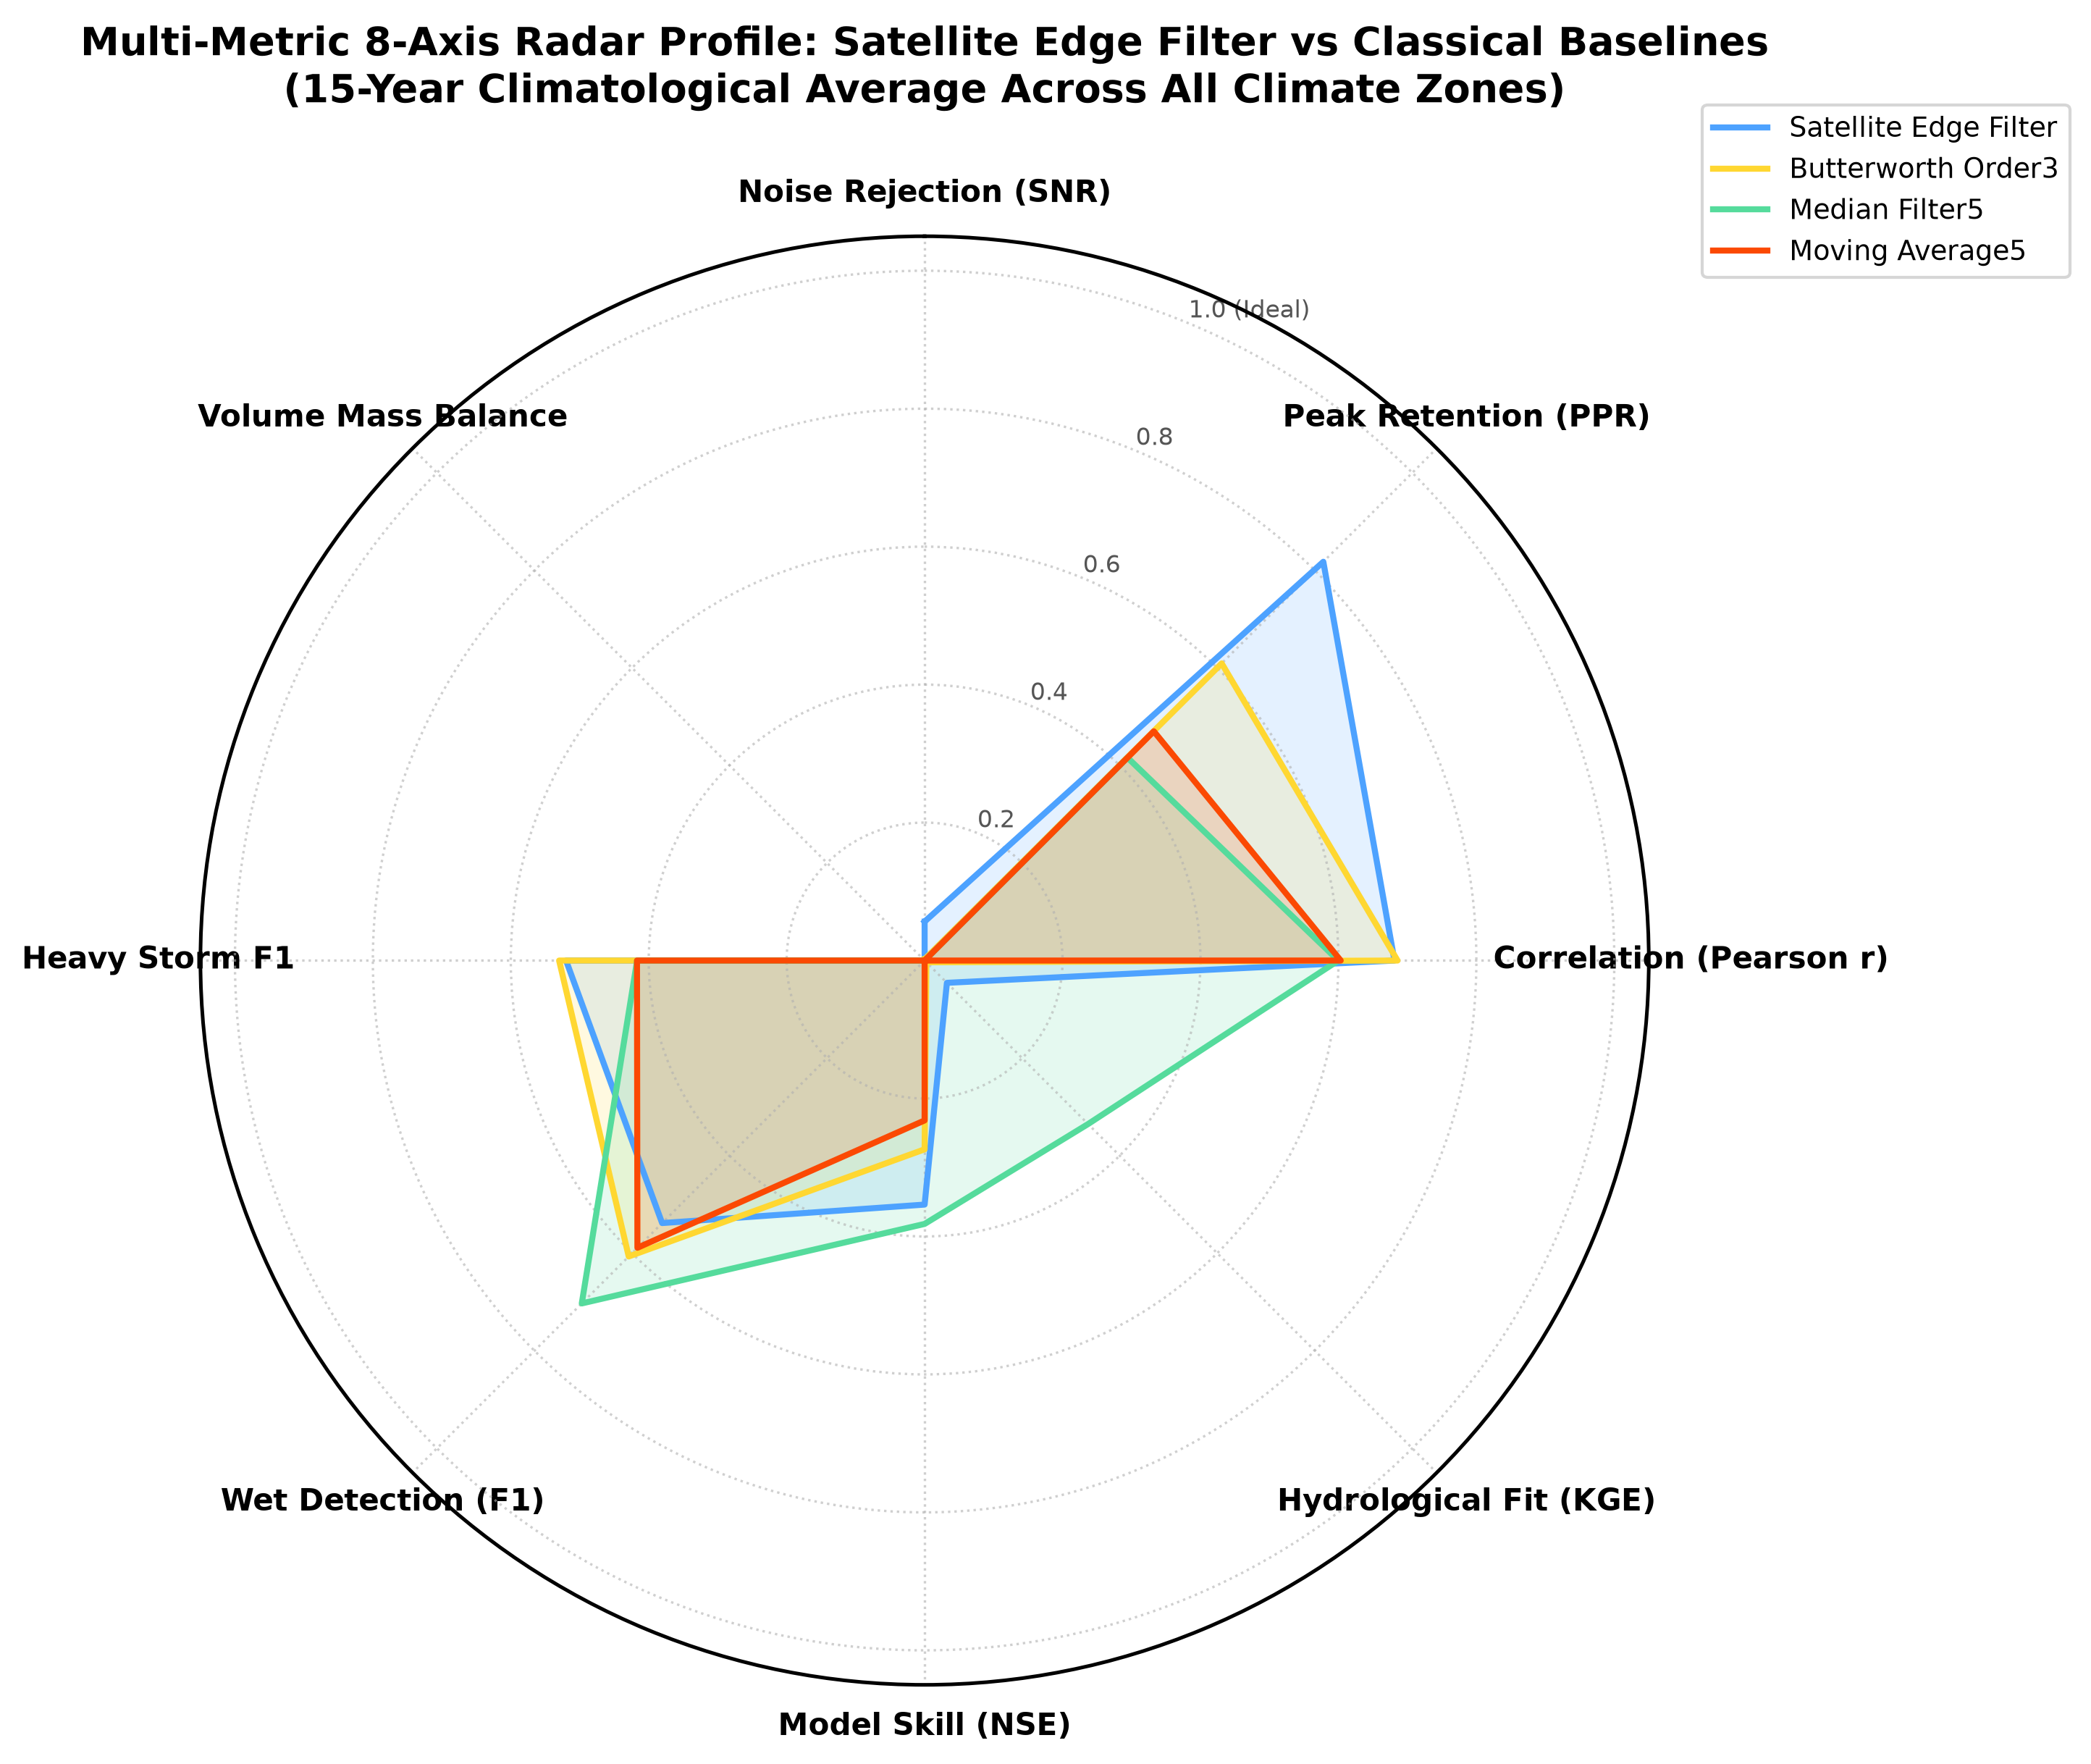 Multi-Metric 8-Axis Radar Profile: Satellite Edge Filter vs Classical Baselines
(15-Year Climatological Average Across All Climate Zones)
Satellite Edge Filter
Butterworth Order3
Median Filter5
Moving Average5
Noise Rejection (SNR)
1.0 (Ideal)
Volume Mass Balance
Peak Retention (PPR)
0.8
0.6
0.4
0.2
Heavy Storm F1
Correlation (Pearson r)
Wet Detection (F1)
Hydrological Fit (KGE)
Model Skill (NSE)